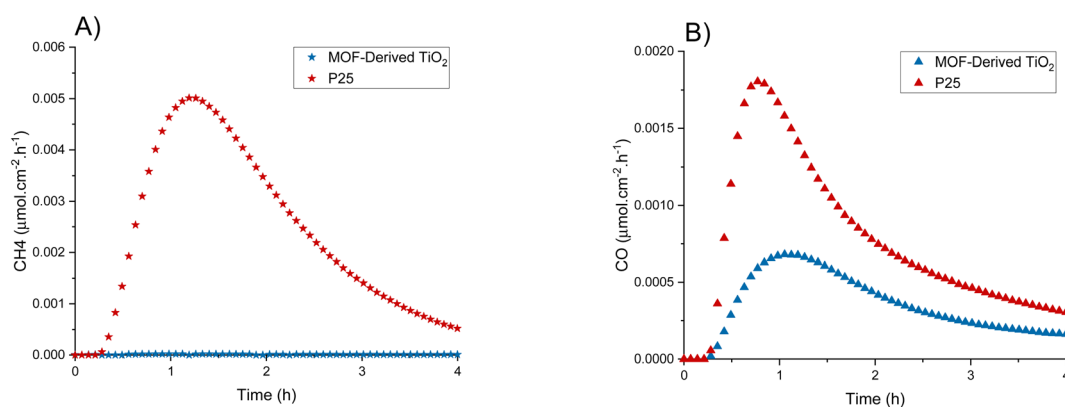 A)
MOF-Derived TiO₂
P25
CH4 (μmol.cm⁻².h⁻¹)
0.006
0.005
0.004
0.003
0.002
0.001
0.000
0 1 2 3 4
Time (h)
B)
MOF-Derived TiO₂
P25
CO (μmol.cm⁻².h⁻¹)
0.0020
0.0015
0.0010
0.0005
0.0000
0 1 2 3 4
Time (h)